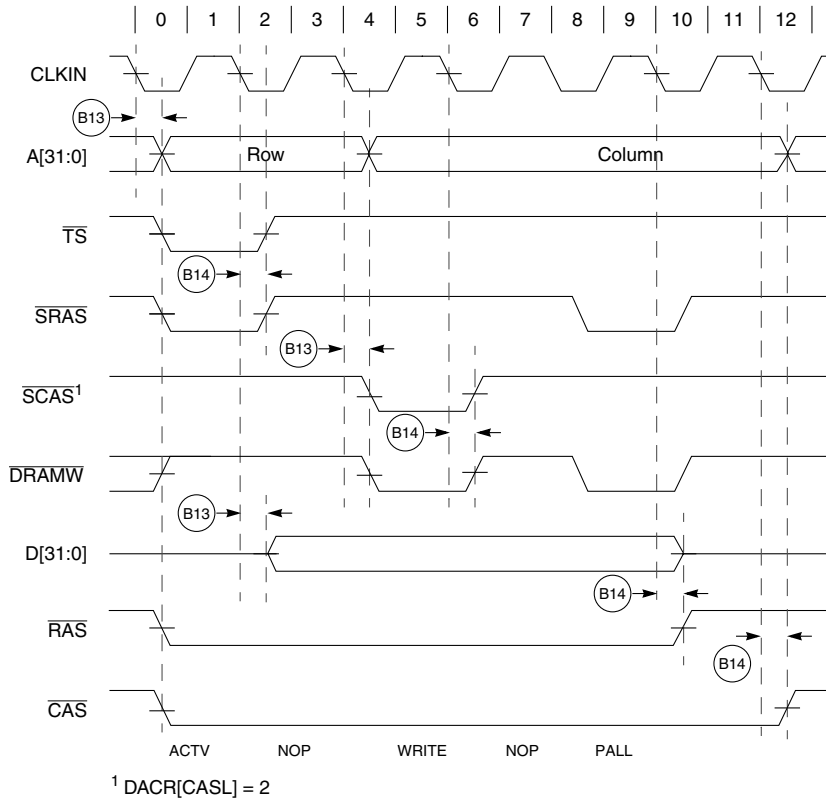 0 1 2 3 4 5 6 7 8 9 10 11 12
CLKIN
B13
A[31:0] Row Column
TS
B14
SRAS
B13
SCAS1
B14
DRAMW
B13
D[31:0]
B14
RAS
B14
CAS
ACTV NOP WRITE NOP PALL
1 DACR[CASL] = 2